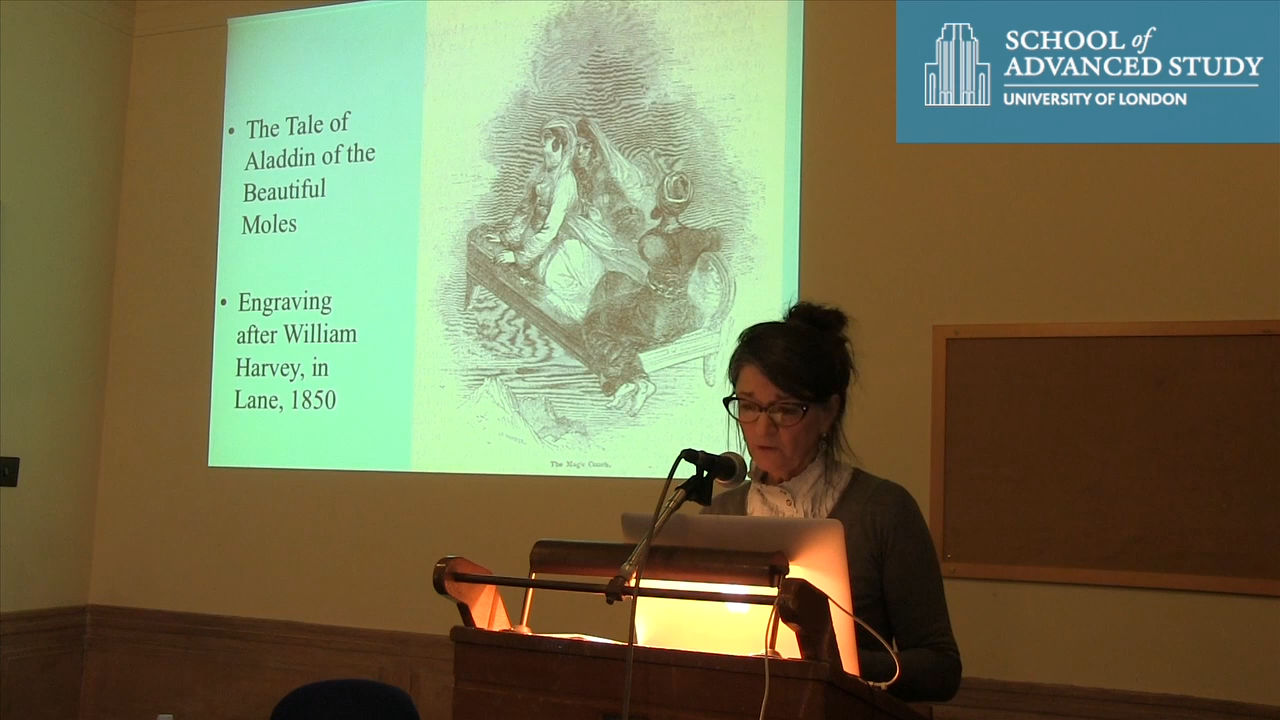 The Tale of
Aladdin of the
Beautiful
Moles
Engraving
after William
Harvey, in
Lane, 1850
The Magic Couch.
SCHOOL of
ADVANCED STUDY
UNIVERSITY OF LONDON